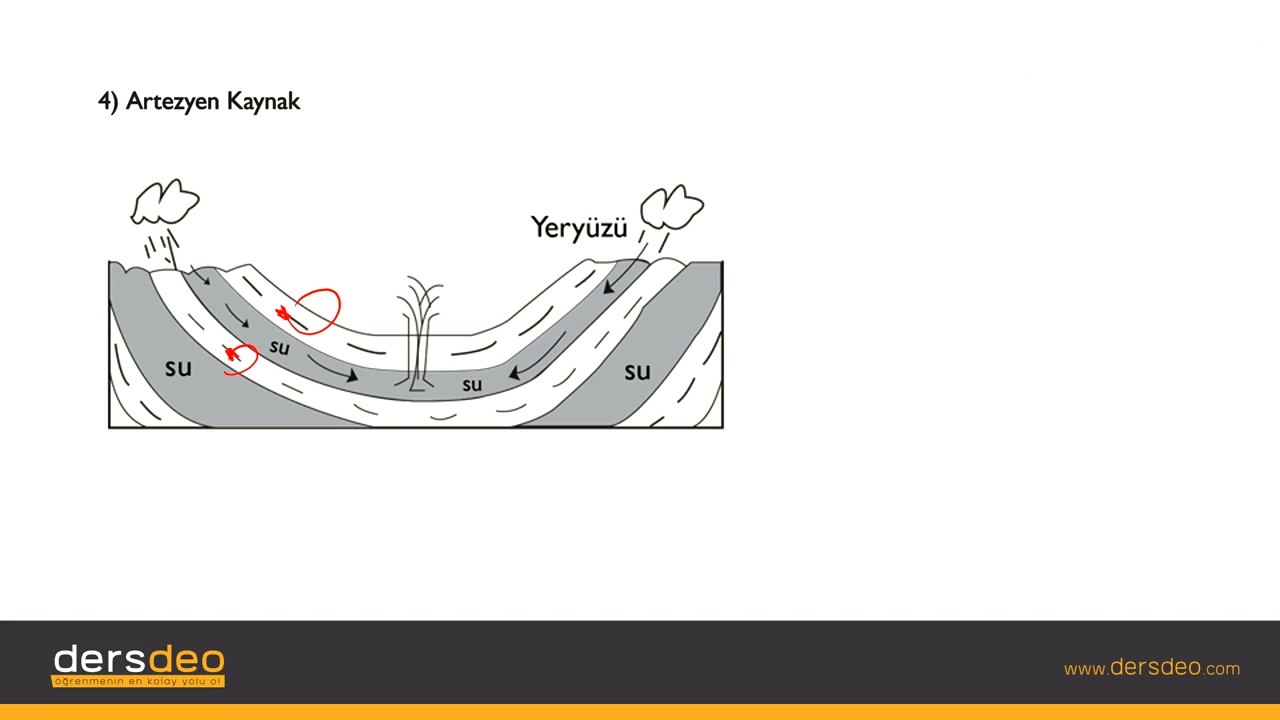 4) Artezyen Kaynak
Yeryüzü
su
su
su
su
dersdeo
öğrenmenin en kolay yolu o!
www.dersdeo.com